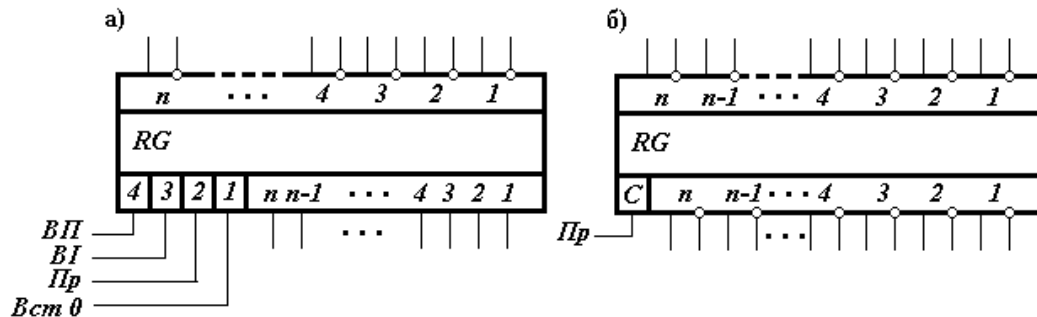 а) б)
n ... 4 3 2 1 n n-1 ... 4 3 2 1
RG RG
4 3 2 1 n n-1 ... 4 3 2 1 C n n-1 ... 4 3 2 1
ВП ... Пр ...
ВІ
Пр
Вст 0